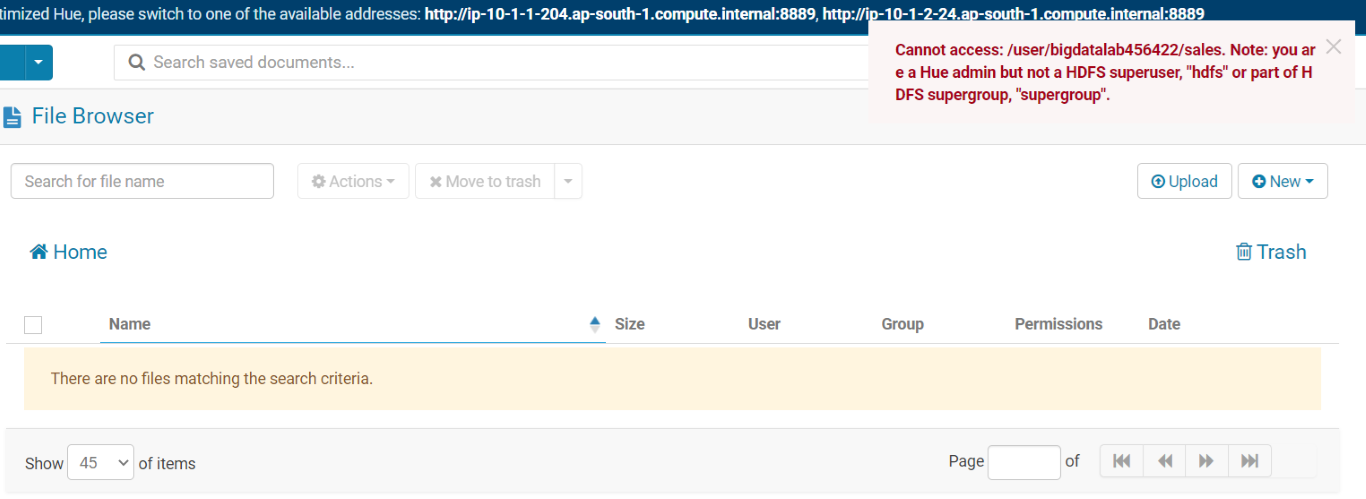 timized Hue, please switch to one of the available addresses: http://ip-10-1-1-204.ap-south-1.compute.internal:8889, http://ip-10-1-2-24.ap-south-1.compute.internal:8889
Cannot access: /user/bigdatalab456422/sales. Note: you ar
e a Hue admin but not a HDFS superuser, "hdfs" or part of H
DFS supergroup, "supergroup".
Search saved documents...
File Browser
Search for file name
Actions
Move to trash
Upload
New
Home
Trash
Name
Size
User
Group
Permissions
Date
There are no files matching the search criteria.
Show 45 of items
Page of